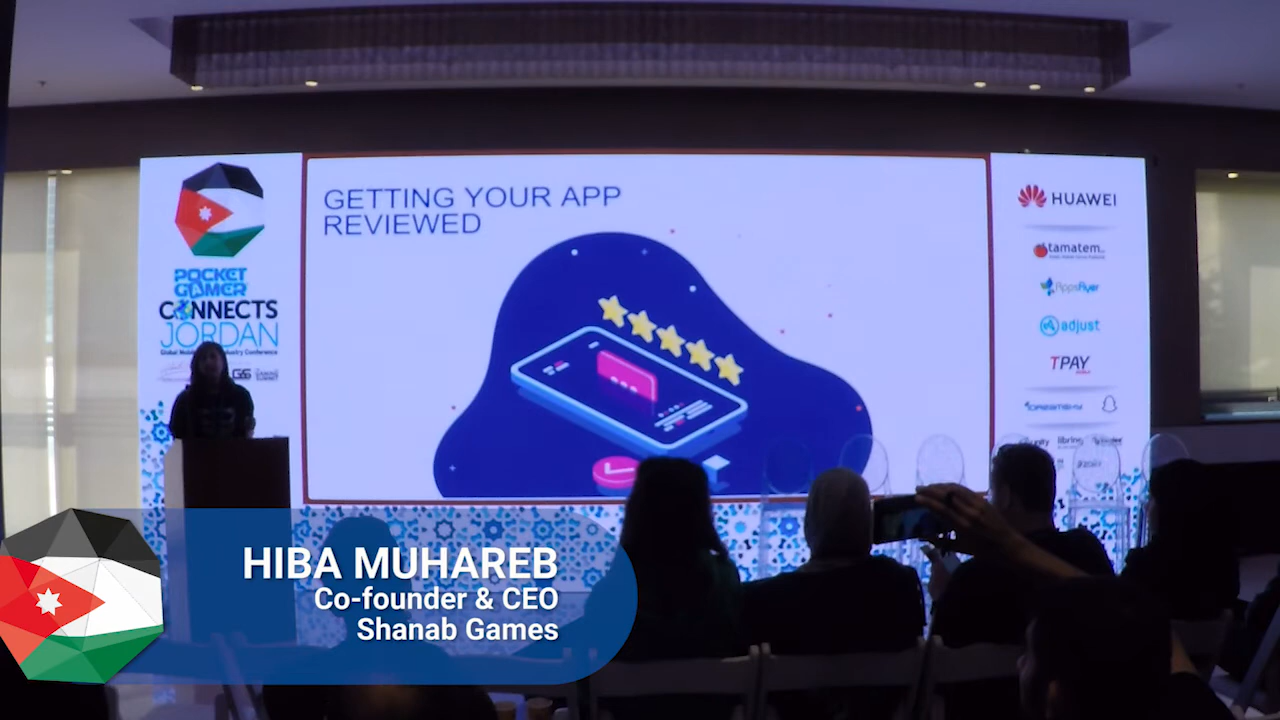 GETTING YOUR APP
REVIEWED
POCKET
GAMER
CONNECTS
JORDAN
HUAWEI
tamatem
AppsFlyer
adjust
TPAY
HIBA MUHAREB
Co-founder & CEO
Shanab Games